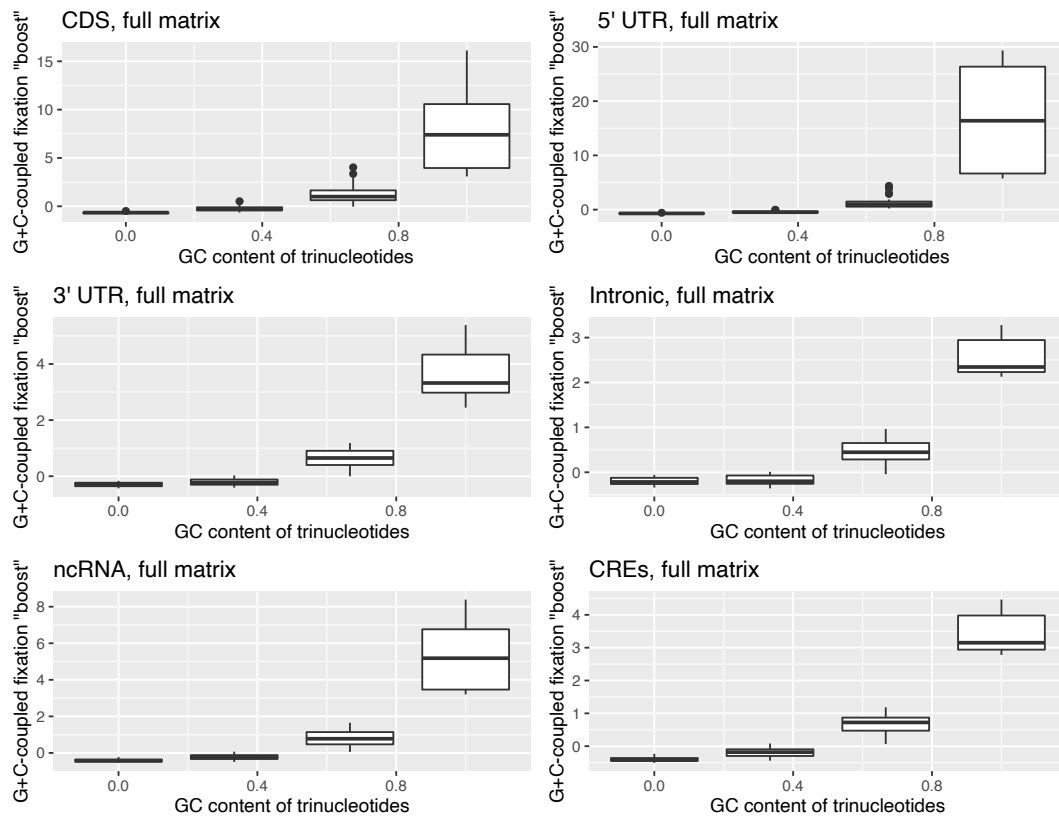 CDS, full matrix
G+C-coupled fixation "boost"
15
10
5
0
0.0 0.4 0.8
GC content of trinucleotides
5' UTR, full matrix
G+C-coupled fixation "boost"
30
20
10
0
0.0 0.4 0.8
GC content of trinucleotides
3' UTR, full matrix
G+C-coupled fixation "boost"
4
2
0
0.0 0.4 0.8
GC content of trinucleotides
Intronic, full matrix
G+C-coupled fixation "boost"
3
2
1
0
0.0 0.4 0.8
GC content of trinucleotides
ncRNA, full matrix
G+C-coupled fixation "boost"
8
6
4
2
0
0.0 0.4 0.8
GC content of trinucleotides
CREs, full matrix
G+C-coupled fixation "boost"
4
3
2
1
0
0.0 0.4 0.8
GC content of trinucleotides